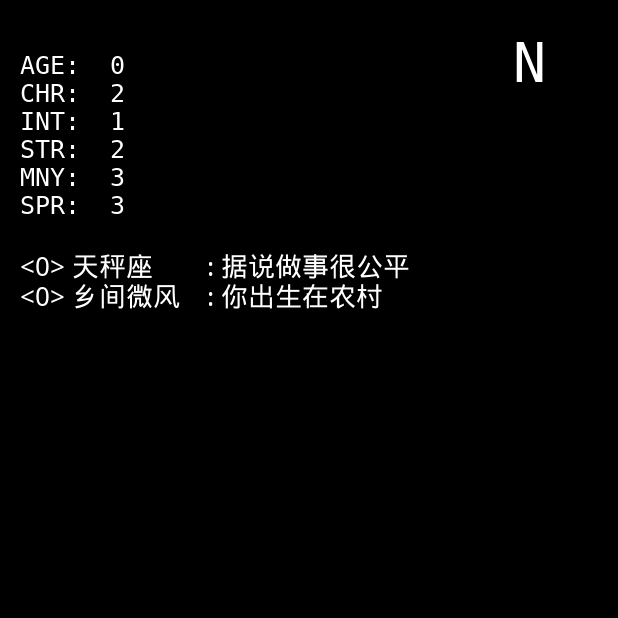 N
AGE: 0
CHR: 2
INT: 1
STR: 2
MNY: 3
SPR: 3
<O> 天秤座 :据说做事很公平
<O> 乡间微风 :你出生在农村